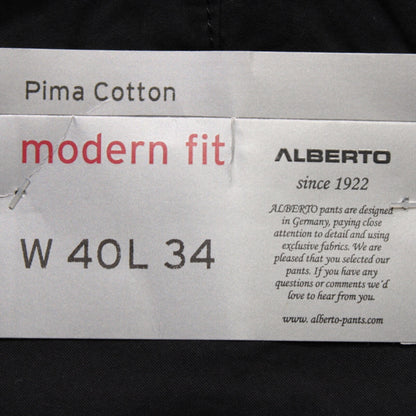 Pima Cotton
modern fit
W 40L 34
ALBERTO
since 1922
ALBERTO pants are designed
in Germany, paying close
attention to detail and using
exclusive fabrics. We are
pleased that you selected our
pants. If you have any
questions or comments we'd
love to hear from you.
www. alberto-pants.com